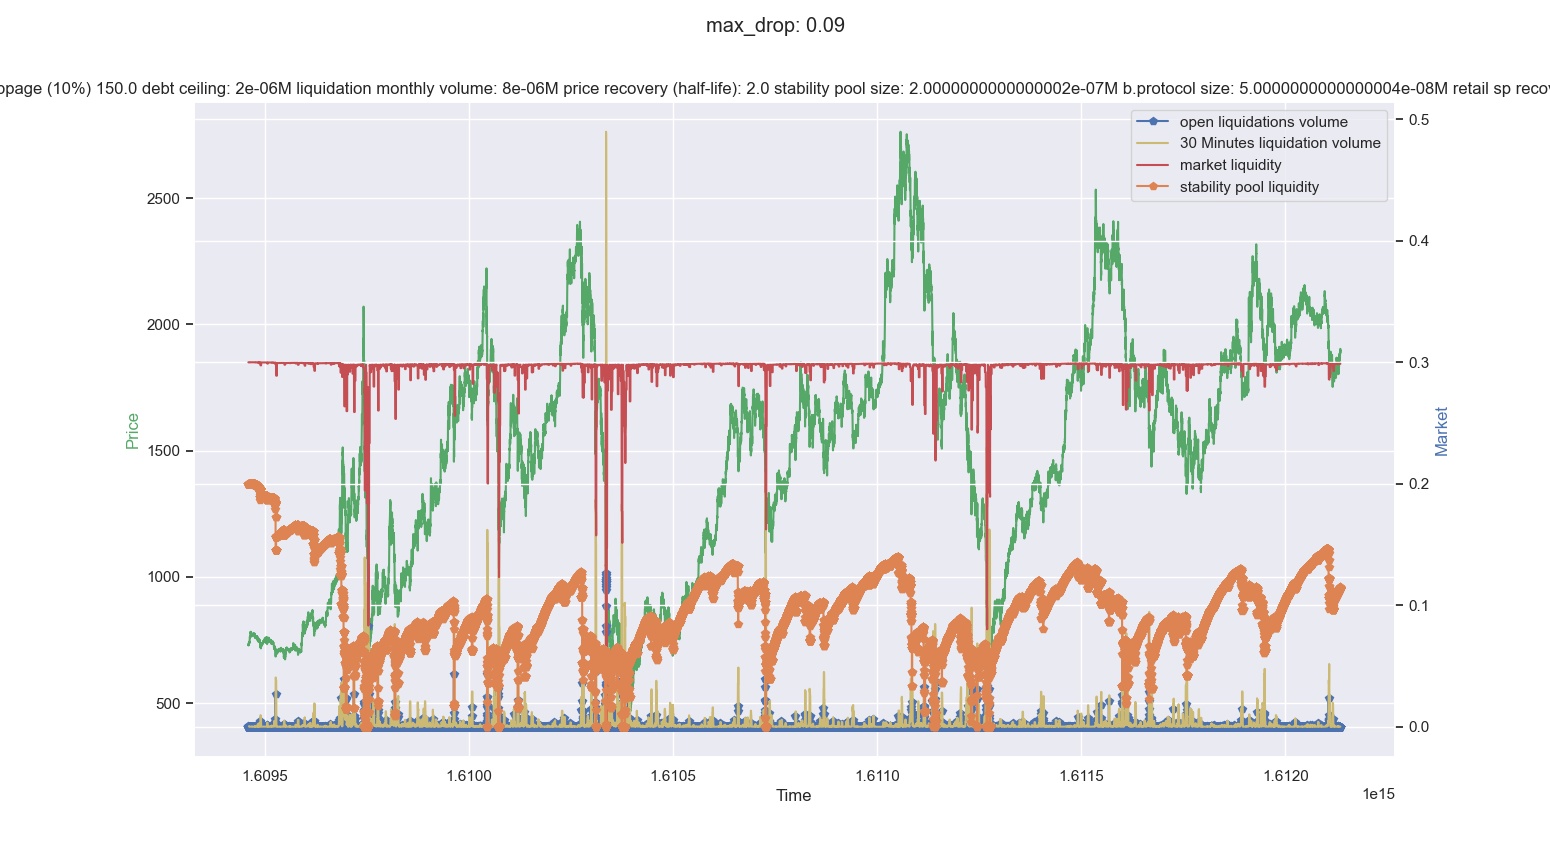 max_drop: 0.09
(10%) 150.0 debt ceiling: 2e-06M liquidation monthly volume: 8e-06M price recovery (half-life): 2.0 stability pool size: 2.0000000000000002e-07M b.protocol size: 5.0000000000000004e-08M retail sp
open liquidations volume
30 Minutes liquidation volume
market liquidity
stability pool liquidity
Price
2500
2000
1500
1000
500
0.5
0.4
0.3
0.2
0.1
0.0
Market
1.6095
1.6100
1.6105
1.6110
1.6115
1.6120
Time
1e15